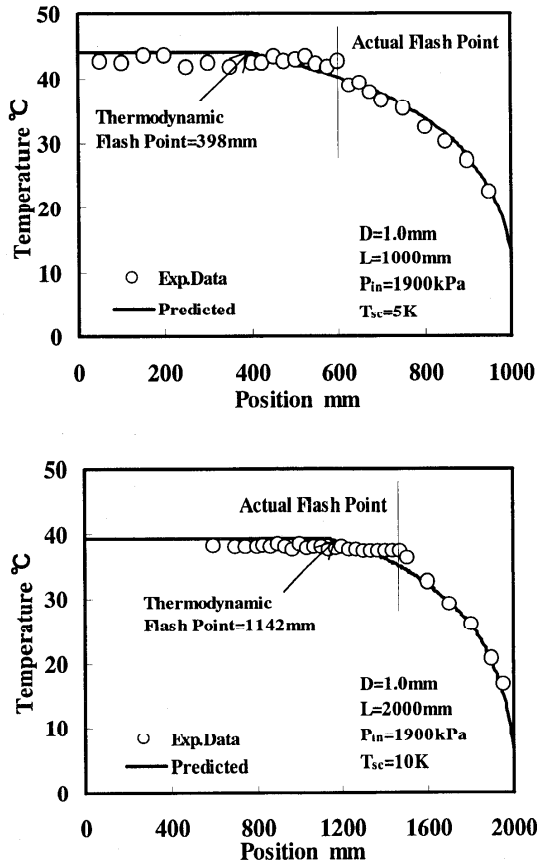 50
Actual Flash Point
40
Thermodynamic
Flash Point=398mm
30
Temperature ℃
20
D=1.0mm
L=1000mm
10
Exp.Data
Pin=1900kPa
Predicted
Tsc=5K
0
0 200 400 600 800 1000
Position mm
50
Actual Flash Point
40
Thermodynamic
Flash Point=1142mm
30
Temperature ℃
20
D=1.0mm
L=2000mm
10
Exp.Data
Pin=1900kPa
Predicted
Tsc=10K
0
0 400 800 1200 1600 2000
Position mm